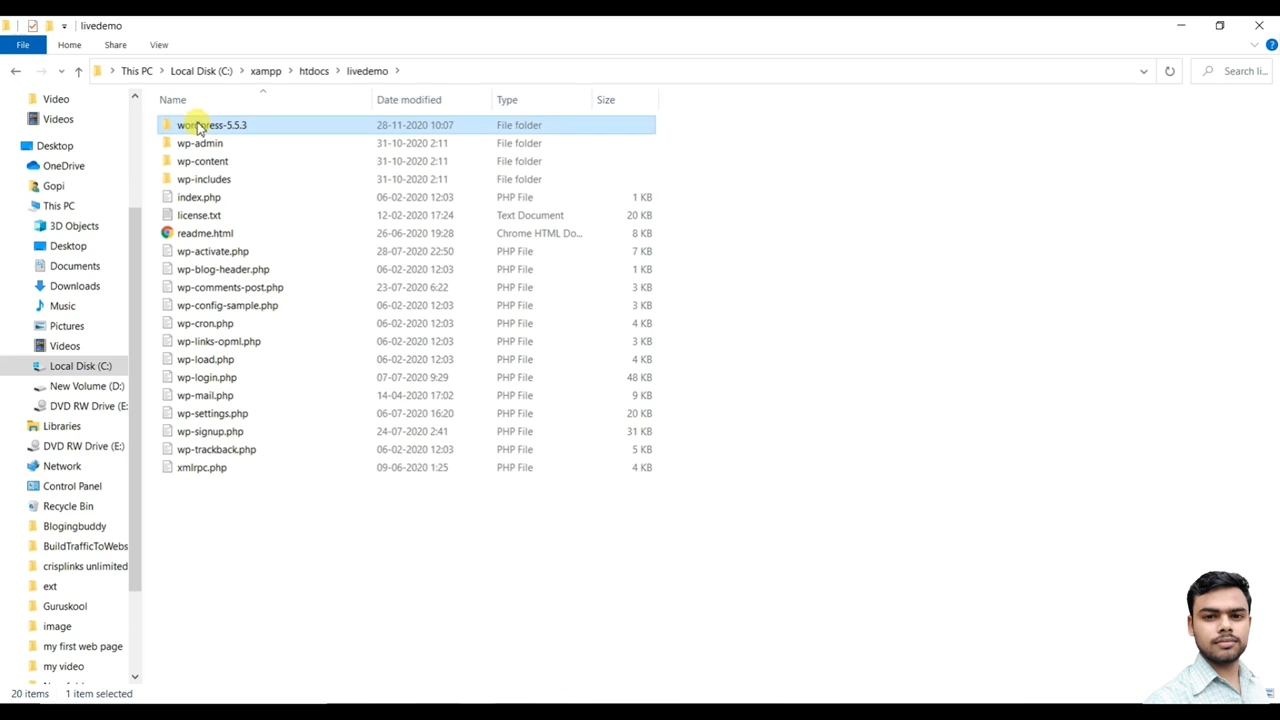 livedemo
File Home Share View
This PC Local Disk (C:) xampp htdocs livedemo Search li...
Name Date modified Type Size
wordpress-5.5.3 28-11-2020 10:07 File folder
wp-admin 31-10-2020 2:11 File folder
wp-content 31-10-2020 2:11 File folder
wp-includes 31-10-2020 2:11 File folder
index.php 06-02-2020 12:03 PHP File 1 KB
license.txt 12-02-2020 17:24 Text Document 20 KB
readme.html 26-06-2020 19:28 Chrome HTML Do... 8 KB
wp-activate.php 28-07-2020 22:50 PHP File 7 KB
wp-blog-header.php 06-02-2020 12:03 PHP File 1 KB
wp-comments-post.php 23-07-2020 6:22 PHP File 3 KB
wp-config-sample.php 06-02-2020 12:03 PHP File 3 KB
wp-cron.php 06-02-2020 12:03 PHP File 4 KB
wp-links-opml.php 06-02-2020 12:03 PHP File 3 KB
wp-load.php 06-02-2020 12:03 PHP File 4 KB
wp-login.php 07-07-2020 9:29 PHP File 48 KB
wp-mail.php 14-04-2020 17:02 PHP File 9 KB
wp-settings.php 06-07-2020 16:20 PHP File 20 KB
wp-signup.php 24-07-2020 2:41 PHP File 31 KB
wp-trackback.php 06-02-2020 12:03 PHP File 5 KB
xmlrpc.php 09-06-2020 1:25 PHP File 4 KB
Video
Videos
Desktop
OneDrive
Gopi
This PC
3D Objects
Desktop
Documents
Downloads
Music
Pictures
Videos
Local Disk (C:)
New Volume (D:)
DVD RW Drive (E:
Libraries
DVD RW Drive (E:)
Network
Control Panel
Recycle Bin
Blogingbuddy
BuildTrafficToWebs
crisplinks unlimited
ext
Guruskool
image
my first web page
my video
20 items 1 item selected